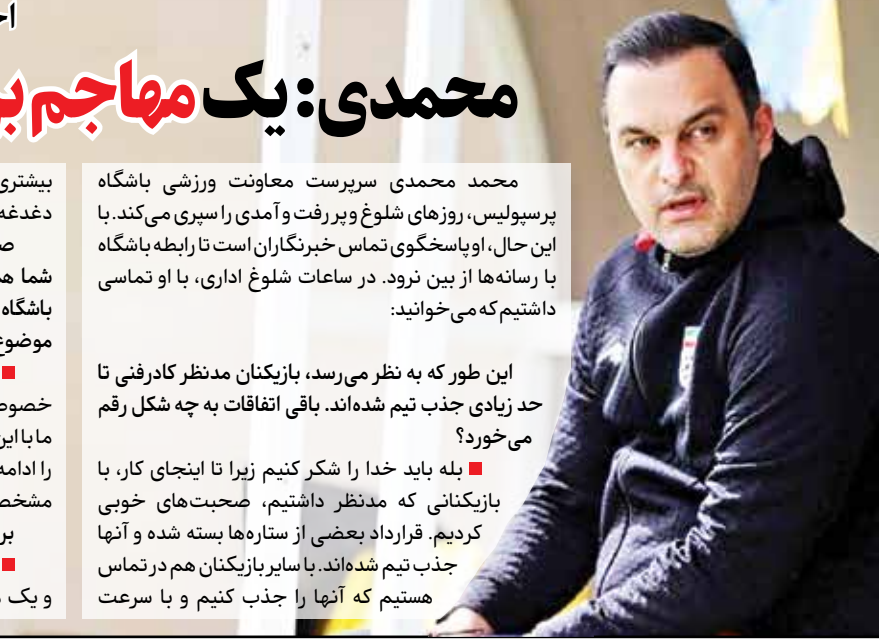 محمدی: یک مهاجم
محمد محمدی سرپرست معاونت ورزشی باشگاه
پرسپولیس، روزهای شلوغ و پر رفت و آمدی را سپری می‌کند. با
این حال، او پاسخگوی تماس خبرنگاران است تا رابطه باشگاه
با رسانه‌ها از بین نرود. در ساعات شلوغ اداری، با او تماسی
داشتیم که می‌خوانید:
این طور که به نظر می‌رسد، بازیکنان مدنظر کادرفنی تا
حد زیادی جذب تیم شده‌اند. باقی اتفاقات به چه شکل رقم
می‌خورد؟
بله باید خدا را شکر کنیم زیرا تا اینجای کار، با
بازیکنانی که مدنظر داشتیم، صحبت‌های خوبی
کردیم. قرارداد بعضی از ستاره‌ها بسته شده و آنها
جذب تیم شده‌اند. با سایر بازیکنان هم در تماس
هستیم که آنها را جذب کنیم و با سرعت
بیشتری
دغدغه
شما
باشگاه
موضوع
ما با این
را ادامه
مشخص
و یک